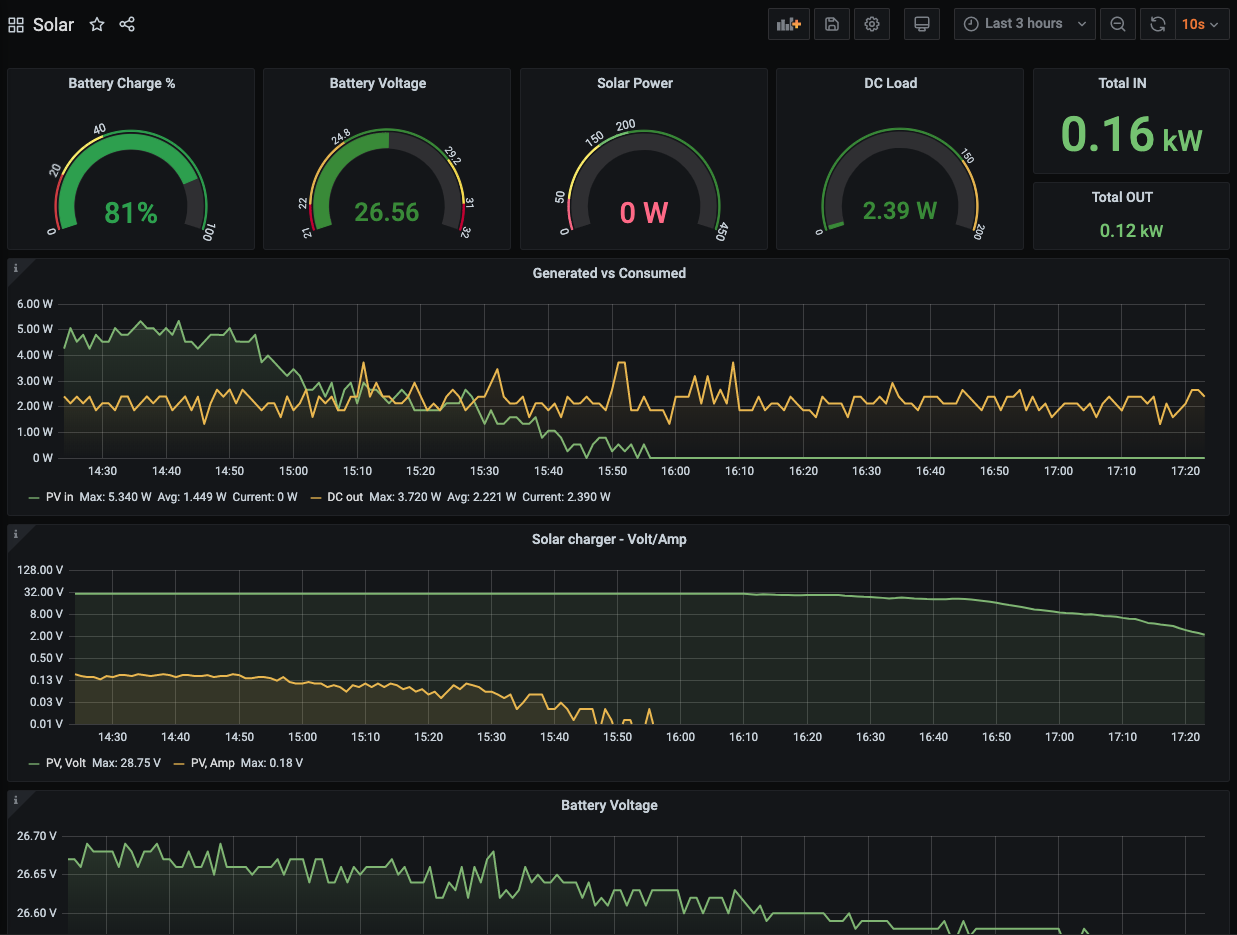 Solar
Last 3 hours
10s
Battery Charge %
0
20
40
100
81%
Battery Voltage
21
22
24.8
29.2
31
32
26.56
Solar Power
0
50
150
200
450
0 W
DC Load
0
150
200
2.39 W
Total IN
0.16 kW
Total OUT
0.12 kW
i
Generated vs Consumed
6.00 W
5.00 W
4.00 W
3.00 W
2.00 W
1.00 W
0 W
14:30 14:40 14:50 15:00 15:10 15:20 15:30 15:40 15:50 16:00 16:10 16:20 16:30 16:40 16:50 17:00 17:10 17:20
PV in Max: 5.340 W Avg: 1.449 W Current: 0 W DC out Max: 3.720 W Avg: 2.221 W Current: 2.390 W
i
Solar charger - Volt/Amp
128.00 V
32.00 V
8.00 V
2.00 V
0.50 V
0.13 V
0.03 V
0.01 V
14:30 14:40 14:50 15:00 15:10 15:20 15:30 15:40 15:50 16:00 16:10 16:20 16:30 16:40 16:50 17:00 17:10 17:20
PV, Volt Max: 28.75 V PV, Amp Max: 0.18 V
i
Battery Voltage
26.70 V
26.65 V
26.60 V